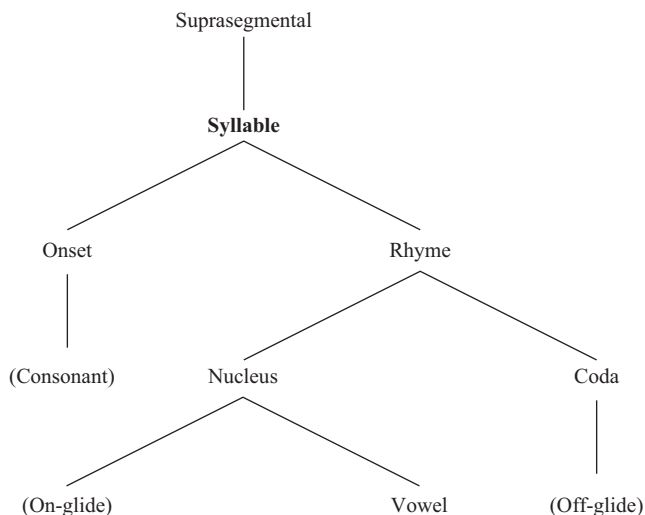 Suprasegmental
Syllable
Onset Rhyme
(Consonant) Nucleus Coda
(On-glide) Vowel (Off-glide)